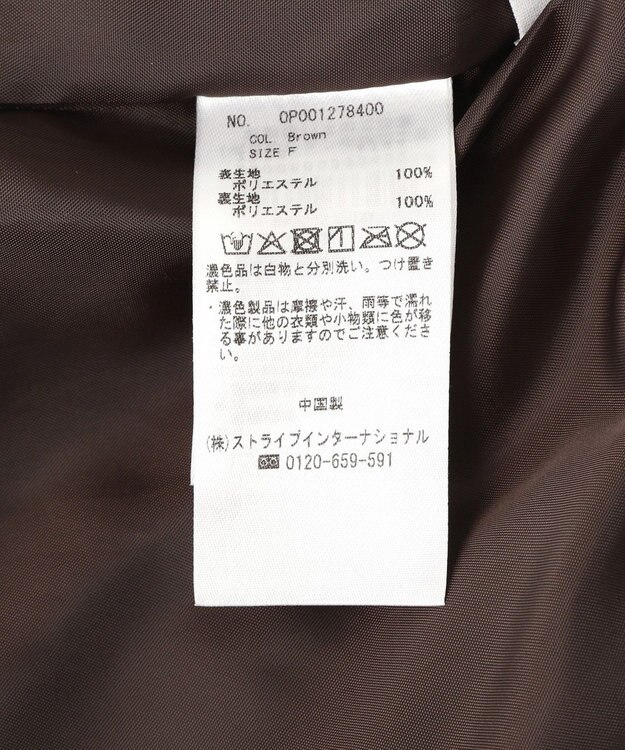 NO. OP001278400
COL Brown
SIZE F
表生地 100%
ポリエステル
裏生地 100%
ポリエステル
濃色品は白物と分別洗い。つけ置き
禁止。
・濃色製品は摩擦や汗、雨等で濡れ
た際に他の衣類や小物類に色が移
る事がありますのでご注意くださ
い。
中国製
(株)ストライプインターナショナル
0120-659-591